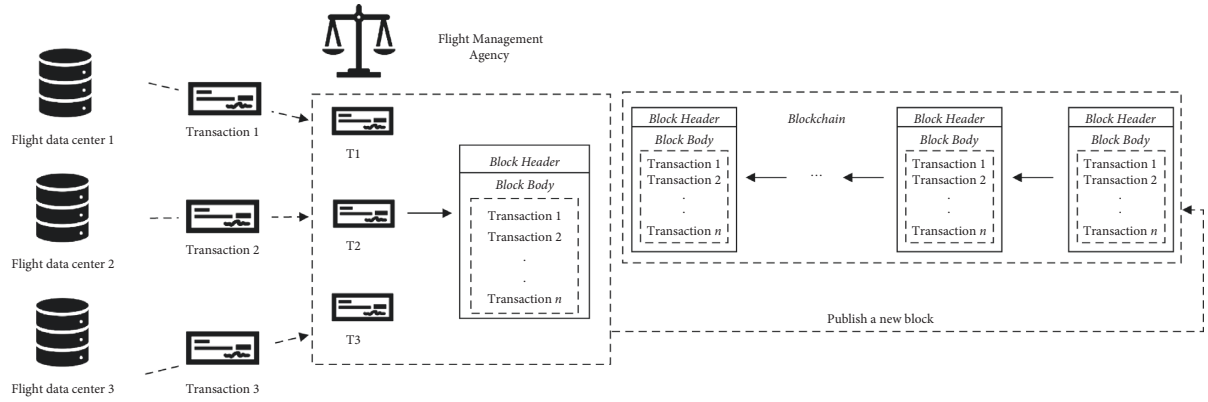 Flight Management
Agency
Flight data center 1
Transaction 1
T1
Flight data center 2
Transaction 2
T2
Flight data center 3
Transaction 3
T3
Block Header
Block Body
Transaction 1
Transaction 2
.
.
Transaction n
Blockchain
Block Header
Block Body
Transaction 1
Transaction 2
.
.
Transaction n
...
Block Header
Block Body
Transaction 1
Transaction 2
.
.
Transaction n
Block Header
Block Body
Transaction 1
Transaction 2
.
.
Transaction n
Publish a new block